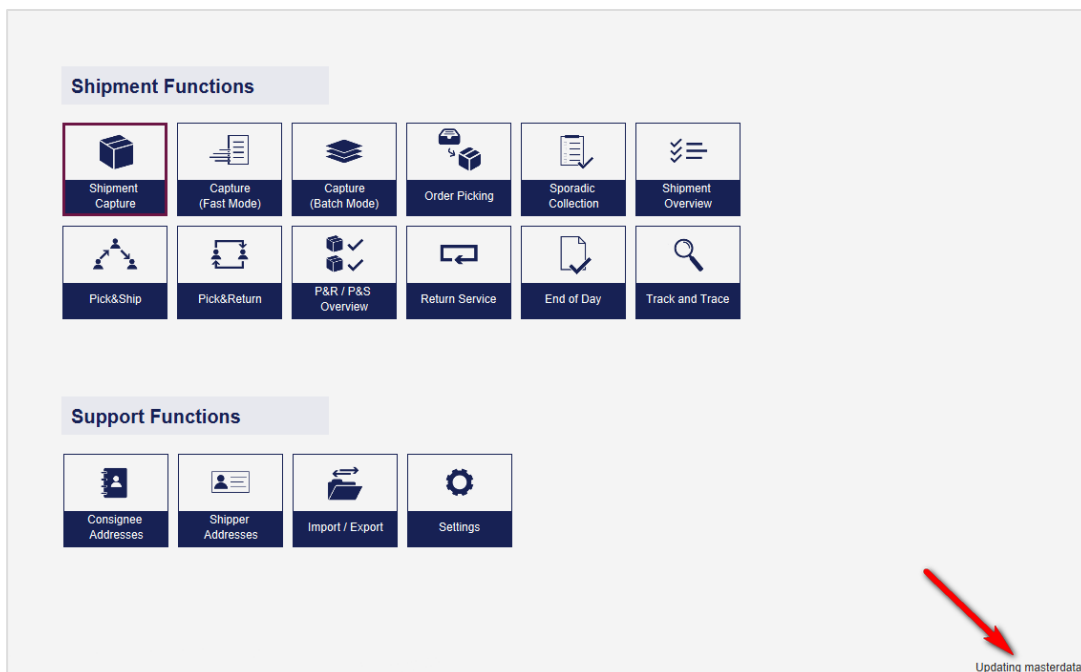 Shipment Functions
Shipment
Capture
Capture
(Fast Mode)
Capture
(Batch Mode)
Order Picking
Sporadic
Collection
Shipment
Overview
Pick&Ship
Pick&Return
P&R / P&S
Overview
Return Service
End of Day
Track and Trace
Support Functions
Consignee
Addresses
Shipper
Addresses
Import / Export
Settings
Updating masterdata